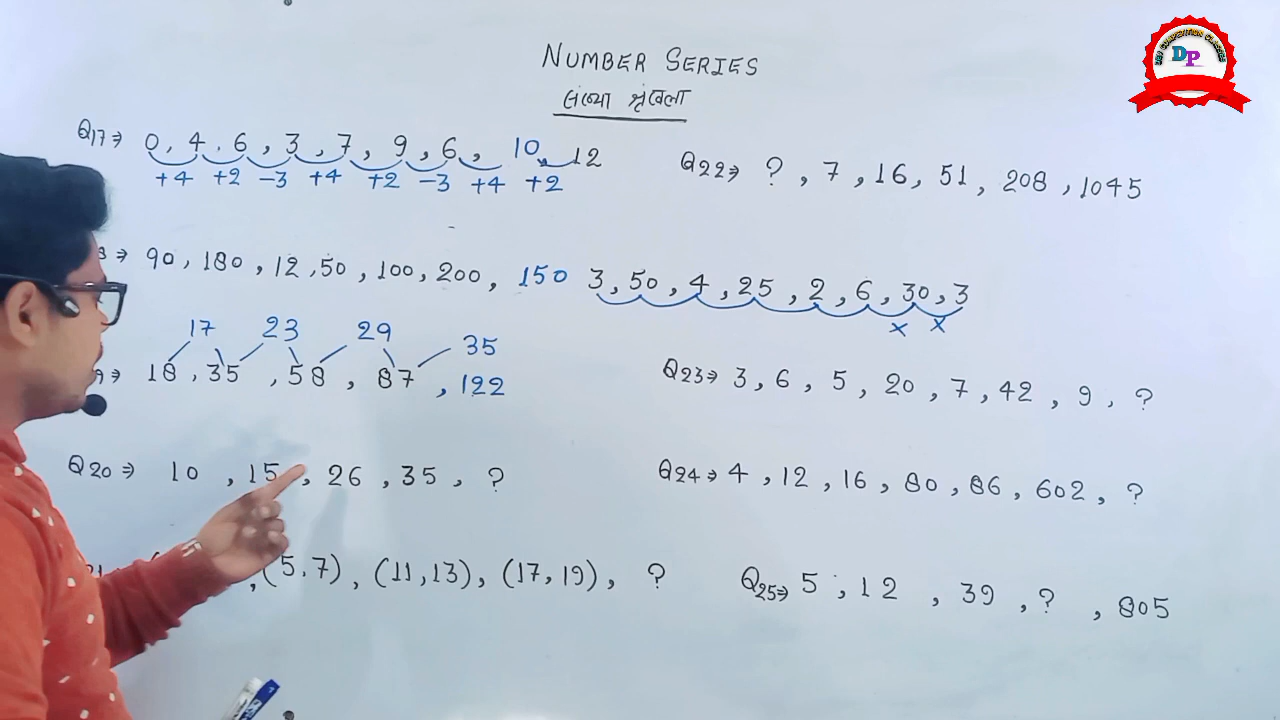 NUMBER SERIES
संख्या श्रृंखला
Q17⇒ 0, 4, 6, 3, 7, 9, 6, 10, 12
+4 +2 -3 +4 +2 -3 +4 +2
Q22⇒ ?, 7, 16, 51, 208, 1045
8⇒ 90, 180, 12, 50, 100, 200, 150 3, 50, 4, 25, 2, 6, 30, 3
x x
17 23 29 35
9⇒ 18, 35, 58, 87, 122
Q23⇒ 3, 6, 5, 20, 7, 42, 9, ?
Q20⇒ 10, 15, 26, 35, ?
Q24⇒ 4, 12, 16, 80, 86, 602, ?
, (5,7), (11,13), (17,19), ?
Q25⇒ 5, 12, 39, ?, 805
DP